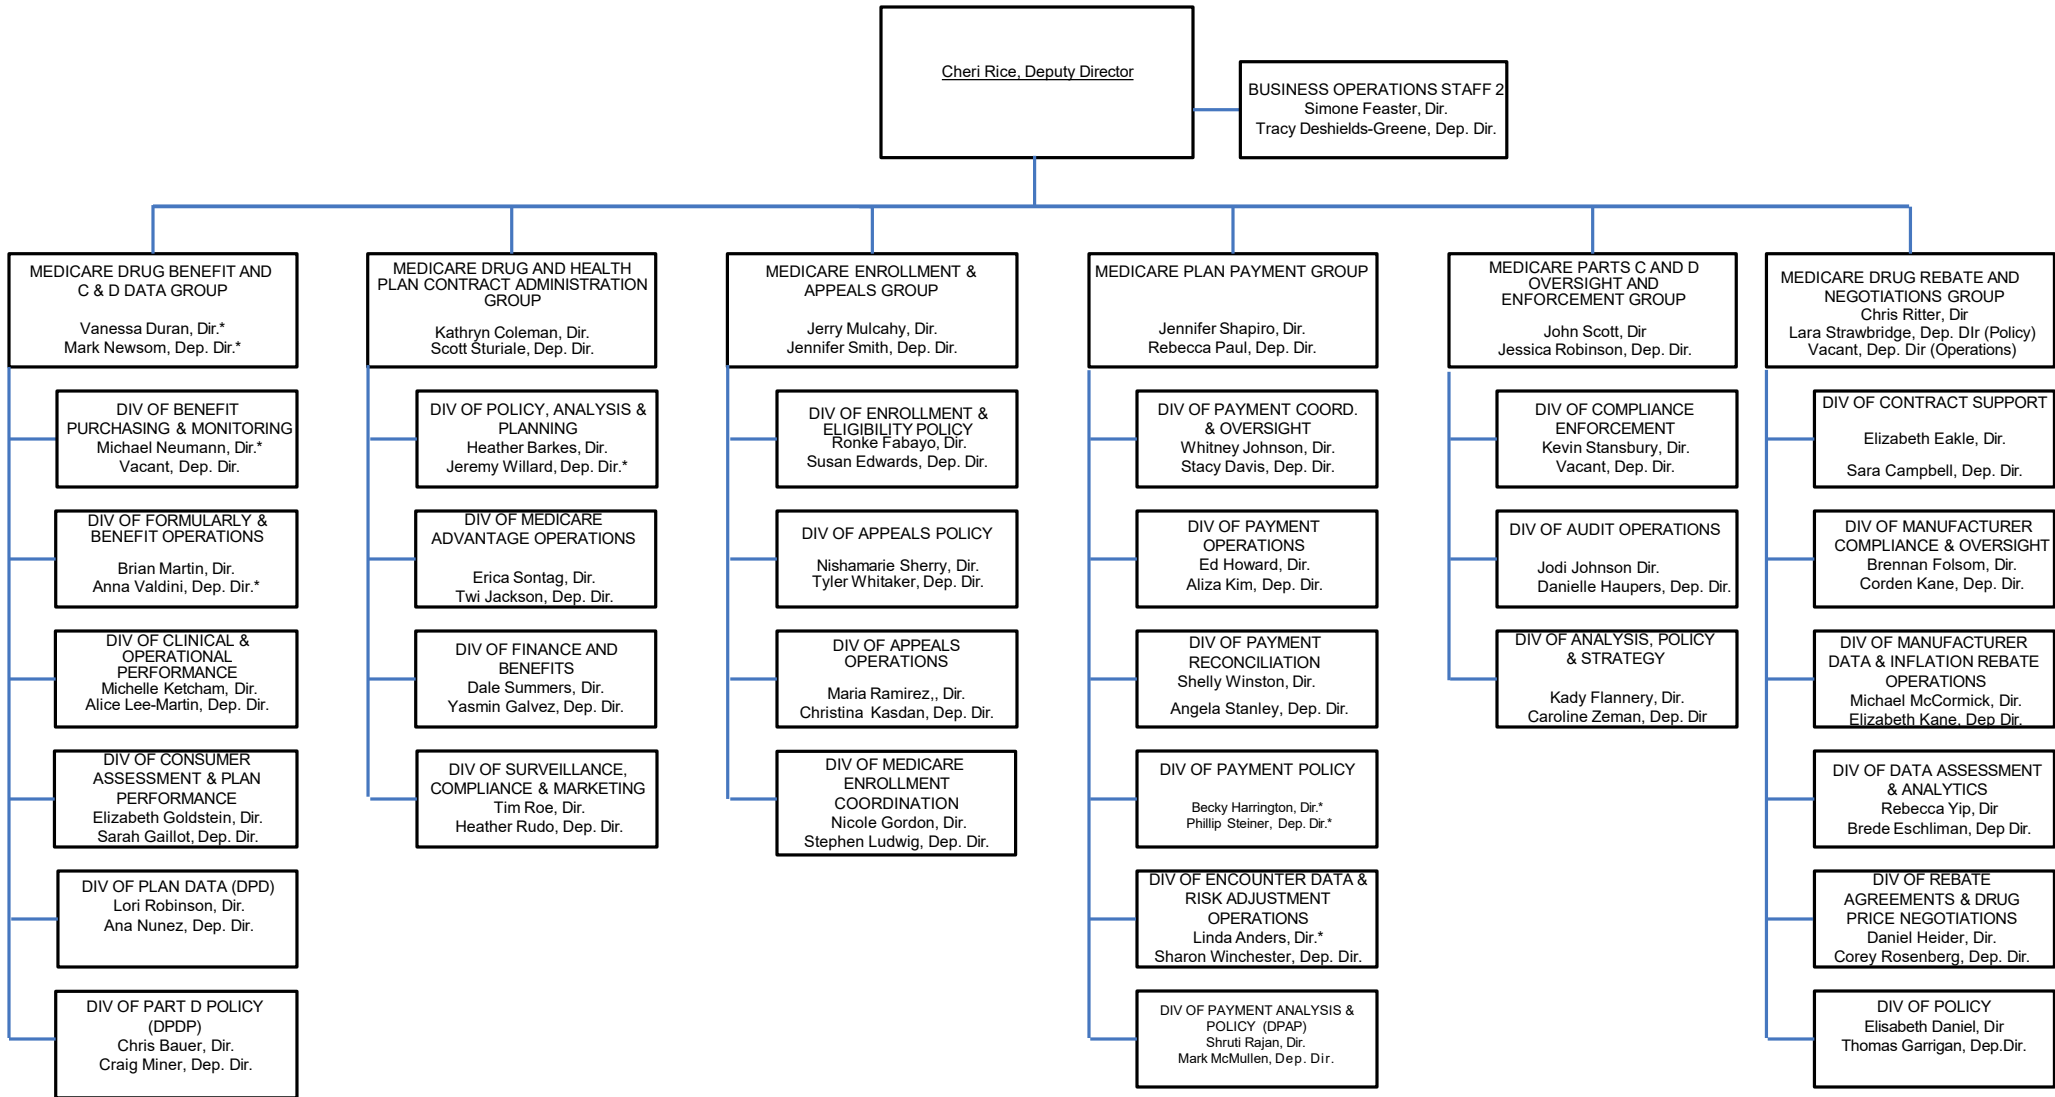 Cheri Rice, Deputy Director
BUSINESS OPERATIONS STAFF 2
Simone Feaster, Dir.
Tracy Deshields-Greene, Dep. Dir.
MEDICARE DRUG BENEFIT AND
C & D DATA GROUP
Vanessa Duran, Dir.*
Mark Newsom, Dep. Dir.*
DIV OF BENEFIT
PURCHASING & MONITORING
Michael Neumann, Dir.*
Vacant, Dep. Dir.
DIV OF FORMULARLY &
BENEFIT OPERATIONS
Brian Martin, Dir.
Anna Valdini, Dep. Dir.*
DIV OF CLINICAL &
OPERATIONAL
PERFORMANCE
Michelle Ketcham, Dir.
Alice Lee-Martin, Dep. Dir.
DIV OF CONSUMER
ASSESSMENT & PLAN
PERFORMANCE
Elizabeth Goldstein, Dir.
Sarah Gaillot, Dep. Dir.
DIV OF PLAN DATA (DPD)
Lori Robinson, Dir.
Ana Nunez, Dep. Dir.
DIV OF PART D POLICY
(DPDP)
Chris Bauer, Dir.
Craig Miner, Dep. Dir.
MEDICARE DRUG AND HEALTH
PLAN CONTRACT ADMINISTRATION
GROUP
Kathryn Coleman, Dir.
Scott Sturiale, Dep. Dir.
DIV OF POLICY, ANALYSIS &
PLANNING
Heather Barkes, Dir.
Jeremy Willard, Dep. Dir.*
DIV OF MEDICARE
ADVANTAGE OPERATIONS
Erica Sontag, Dir.
Twi Jackson, Dep. Dir.
DIV OF FINANCE AND
BENEFITS
Dale Summers, Dir.
Yasmin Galvez, Dep. Dir.
DIV OF SURVEILLANCE,
COMPLIANCE & MARKETING
Tim Roe, Dir.
Heather Rudo, Dep. Dir.
MEDICARE ENROLLMENT &
APPEALS GROUP
Jerry Mulcahy, Dir.
Jennifer Smith, Dep. Dir.
DIV OF ENROLLMENT &
ELIGIBILITY POLICY
Ronke Fabayo, Dir.
Susan Edwards, Dep. Dir.
DIV OF APPEALS POLICY
Nishamarie Sherry, Dir.
Tyler Whitaker, Dep. Dir.
DIV OF APPEALS
OPERATIONS
Maria Ramirez,, Dir.
Christina Kasdan, Dep. Dir.
DIV OF MEDICARE
ENROLLMENT
COORDINATION
Nicole Gordon, Dir.
Stephen Ludwig, Dep. Dir.
MEDICARE PLAN PAYMENT GROUP
Jennifer Shapiro, Dir.
Rebecca Paul, Dep. Dir.
DIV OF PAYMENT COORD.
& OVERSIGHT
Whitney Johnson, Dir.
Stacy Davis, Dep. Dir.
DIV OF PAYMENT
OPERATIONS
Ed Howard, Dir.
Aliza Kim, Dep. Dir.
DIV OF PAYMENT
RECONCILIATION
Shelly Winston, Dir.
Angela Stanley, Dep. Dir.
DIV OF PAYMENT POLICY
Becky Harrington, Dir.*
Phillip Steiner, Dep. Dir.*
DIV OF ENCOUNTER DATA &
RISK ADJUSTMENT
OPERATIONS
Linda Anders, Dir.*
Sharon Winchester, Dep. Dir.
DIV OF PAYMENT ANALYSIS &
POLICY (DPAP)
Shruti Rajan, Dir.
Mark McMullen, Dep. Dir.
MEDICARE PARTS C AND D
OVERSIGHT AND
ENFORCEMENT GROUP
John Scott, Dir
Jessica Robinson, Dep. Dir.
DIV OF COMPLIANCE
ENFORCEMENT
Kevin Stansbury, Dir.
Vacant, Dep. Dir.
DIV OF AUDIT OPERATIONS
Jodi Johnson Dir.
Danielle Haupers, Dep. Dir.
DIV OF ANALYSIS, POLICY
& STRATEGY
Kady Flannery, Dir.
Caroline Zeman, Dep. Dir
MEDICARE DRUG REBATE AND
NEGOTIATIONS GROUP
Chris Ritter, Dir
Lara Strawbridge, Dep. DIr (Policy)
Vacant, Dep. Dir (Operations)
DIV OF CONTRACT SUPPORT
Elizabeth Eakle, Dir.
Sara Campbell, Dep. Dir.
DIV OF MANUFACTURER
COMPLIANCE & OVERSIGHT
Brennan Folsom, Dir.
Corden Kane, Dep. Dir.
DIV OF MANUFACTURER
DATA & INFLATION REBATE
OPERATIONS
Michael McCormick, Dir.
Elizabeth Kane, Dep Dir.
DIV OF DATA ASSESSMENT
& ANALYTICS
Rebecca Yip, Dir
Brede Eschliman, Dep Dir.
DIV OF REBATE
AGREEMENTS & DRUG
PRICE NEGOTIATIONS
Daniel Heider, Dir.
Corey Rosenberg, Dep. Dir.
DIV OF POLICY
Elisabeth Daniel, Dir
Thomas Garrigan, Dep.Dir.